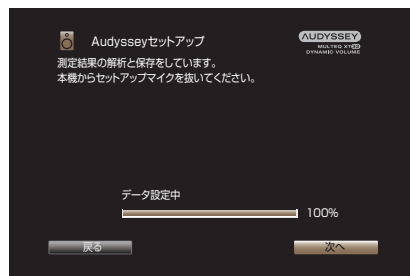 Audysseyセットアップ
AUDYSSEY
MULTEQ XT32
DYNAMIC VOLUME
測定結果の解析と保存をしています。
本機からセットアップマイクを抜いてください。
データ設定中
100%
戻る
次へ